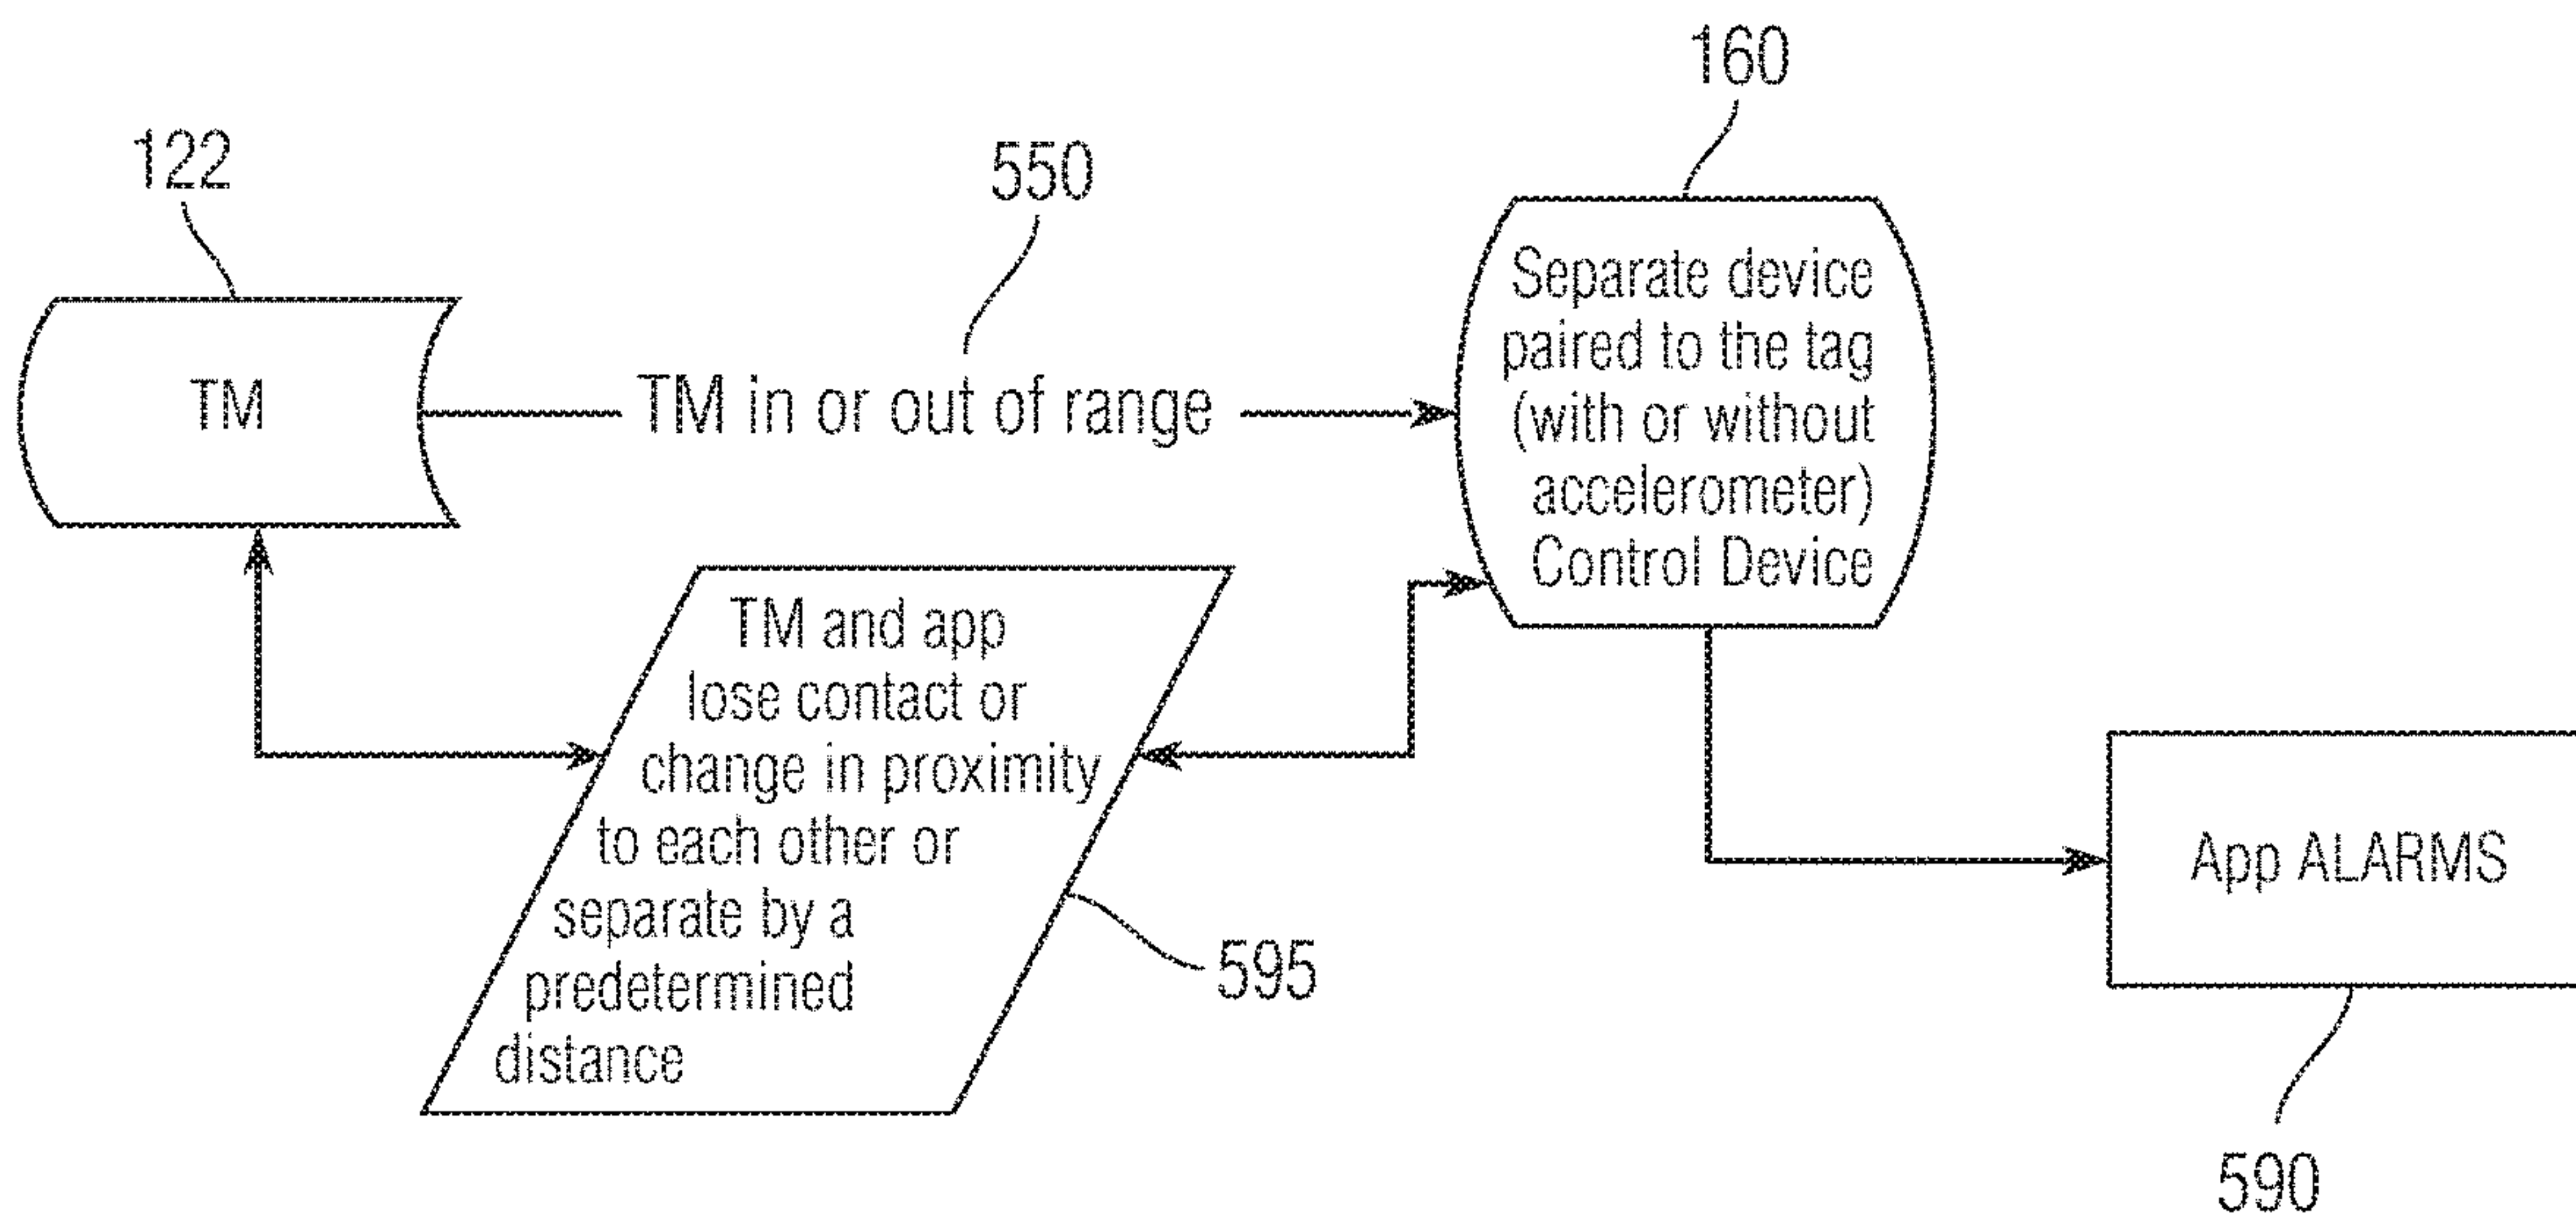 160
122
550
TM
TM in or out of range
Separate device
paired to the tag
(with or without
accelerometer)
Control Device
TM and app
lose contact or
change in proximity
to each other or
separate by a
predetermined
distance
595
App ALARMS
590